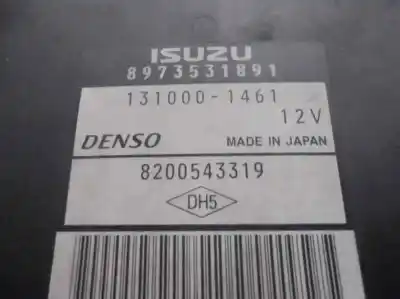 ISUZU
8973531891
131000-1461
12V
DENSO MADE IN JAPAN
8200543319
DH5